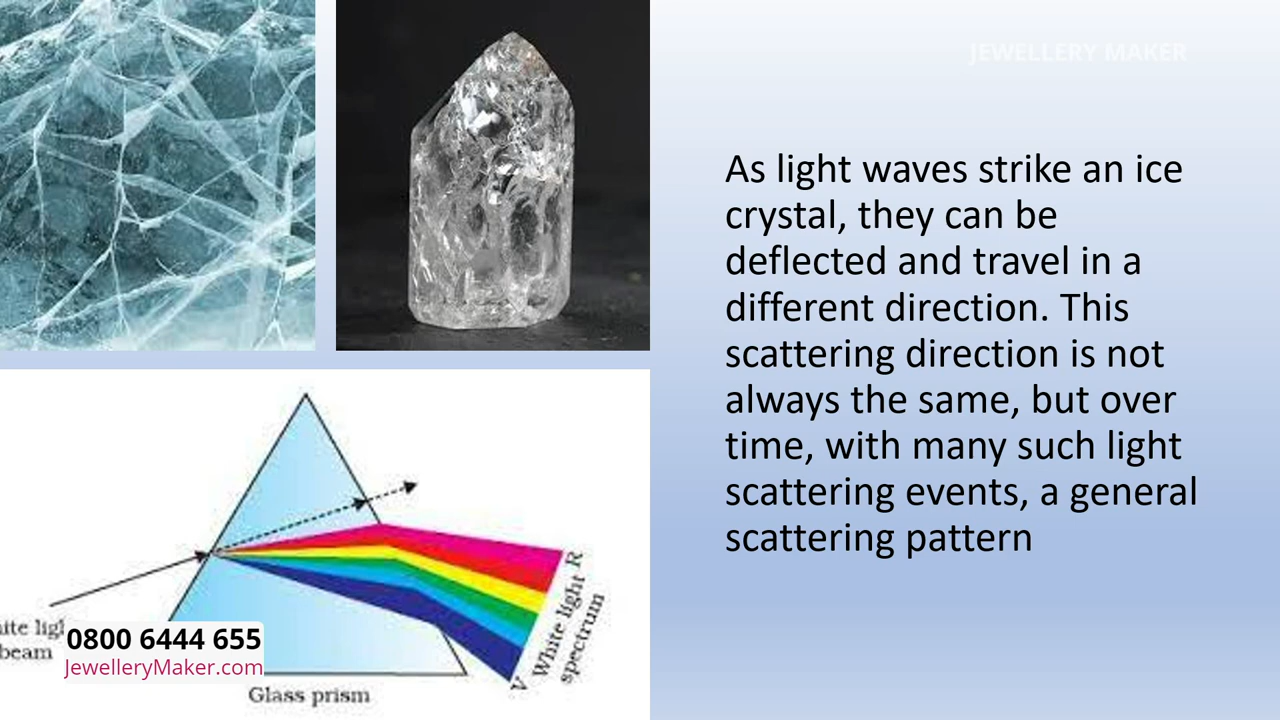 JEWELLERY MAKER
As light waves strike an ice
crystal, they can be
deflected and travel in a
different direction. This
scattering direction is not
always the same, but over
time, with many such light
scattering events, a general
scattering pattern
R
White light
spectrum
V
beam
Glass prism
0800 6444 655
JewelleryMaker.com